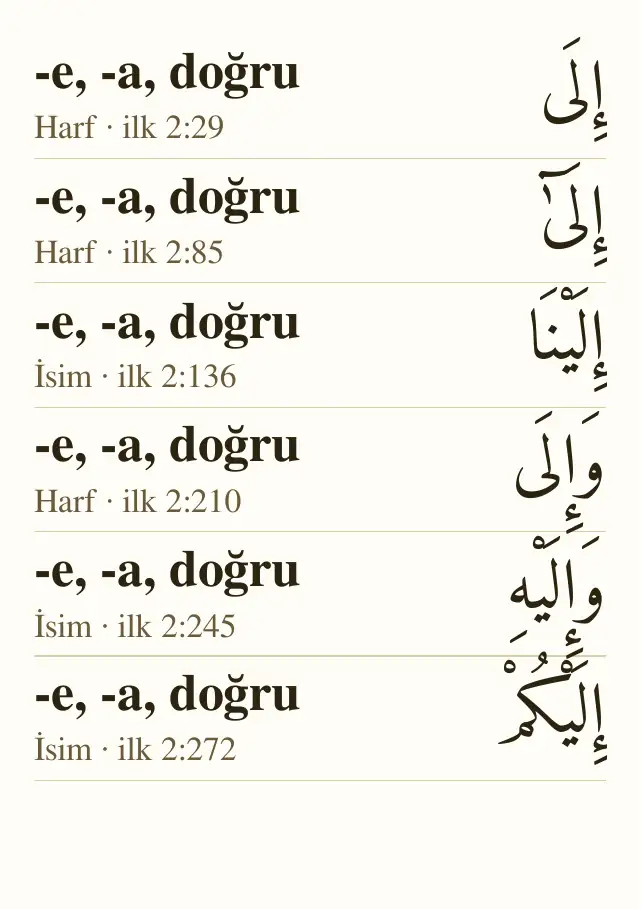 -e, -a, doğru إِلَى
Harf · ilk 2:29
-e, -a, doğru إِلَىٰٓ
Harf · ilk 2:85
-e, -a, doğru إِلَيْنَا
İsim · ilk 2:136
-e, -a, doğru وَإِلَى
Harf · ilk 2:210
-e, -a, doğru وَإِلَيْهِ
İsim · ilk 2:245
-e, -a, doğru إِلَيْكُمْ
İsim · ilk 2:272